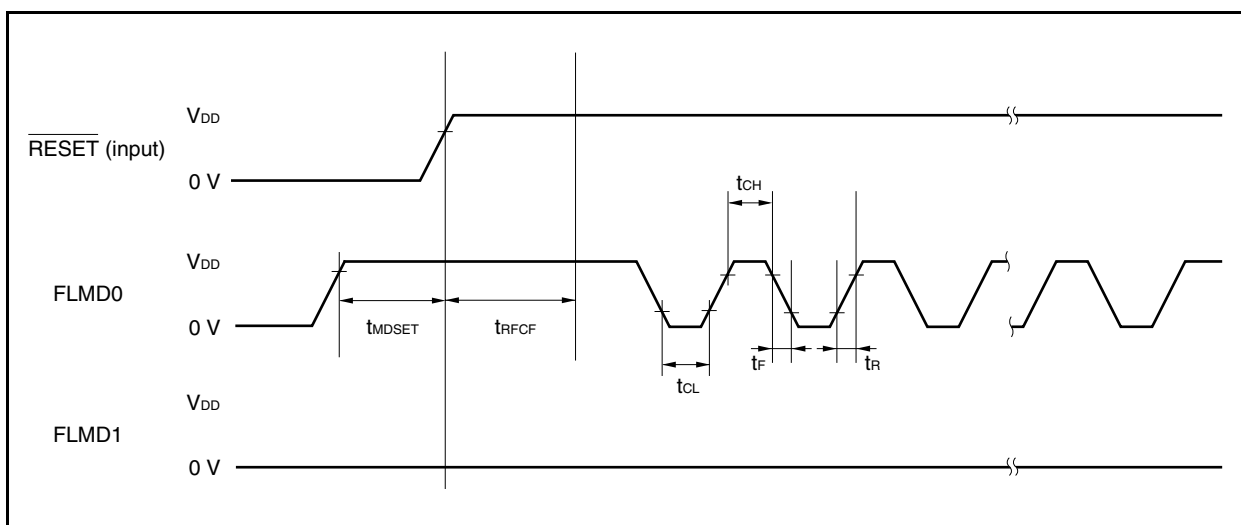 VDD
RESET (input)
0 V
tCH
VDD
FLMD0
tMDSET
tRFCF
0 V
tF
tR
tCL
VDD
FLMD1
0 V